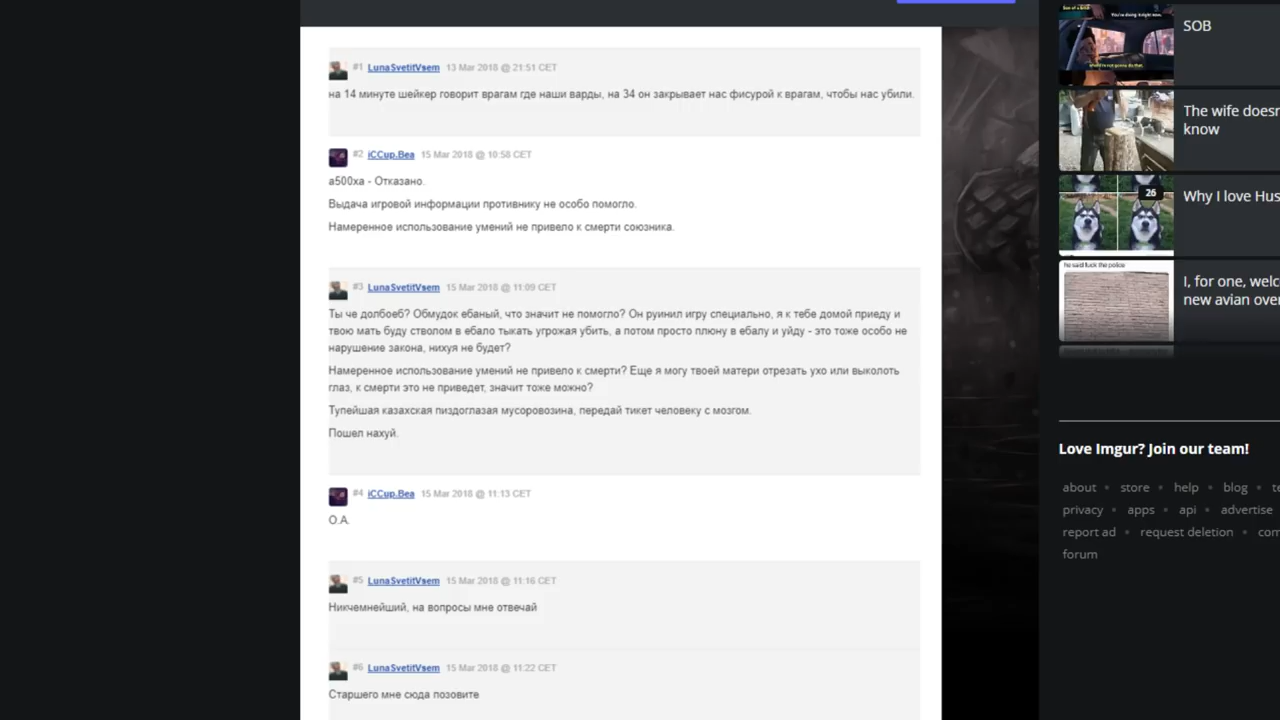 #1 LunaSvetitVsem 13 Mar 2018 @ 21:51 CET
на 14 минуте шейкер говорит врагам где наши варды, на 34 он закрывает нас фисурой к врагам, чтобы нас убили.
#2 iCCup.Bea 15 Mar 2018 @ 10:58 CET
a500xa - Отказано.
Выдача игровой информации противнику не особо помогло.
Намеренное использование умений не привело к смерти союзника.
#3 LunaSvetitVsem 15 Mar 2018 @ 11:09 CET
Ты че долбоеб? Обмудок ебаный, что значит не помогло? Он руинил игру специально, я к тебе домой приеду и
твою мать буду стволом в ебало тыкать угрожая убить, а потом просто плюну в ебалу и уйду - это тоже особо не
нарушение закона, нихуя не будет?
Намеренное использование умений не привело к смерти? Еще я могу твоей матери отрезать ухо или выколоть
глаз, к смерти это не приведет, значит тоже можно?
Тупейшая казахская пиздоглазая мусоровозина, передай тикет человеку с мозгом.
Пошел нахуй.
#4 iCCup.Bea 15 Mar 2018 @ 11:13 CET
О.А.
#5 LunaSvetitVsem 15 Mar 2018 @ 11:16 CET
Никчемнейший, на вопросы мне отвечай
#6 LunaSvetitVsem 15 Mar 2018 @ 11:22 CET
Старшего мне сюда позовите
SOB
The wife doesn
know
26
Why I love Hus
he said fuck the police
I, for one, welc
new avian over
Love Imgur? Join our team!
about • store • help • blog • te
privacy • apps • api • advertise
report ad • request deletion • com
forum